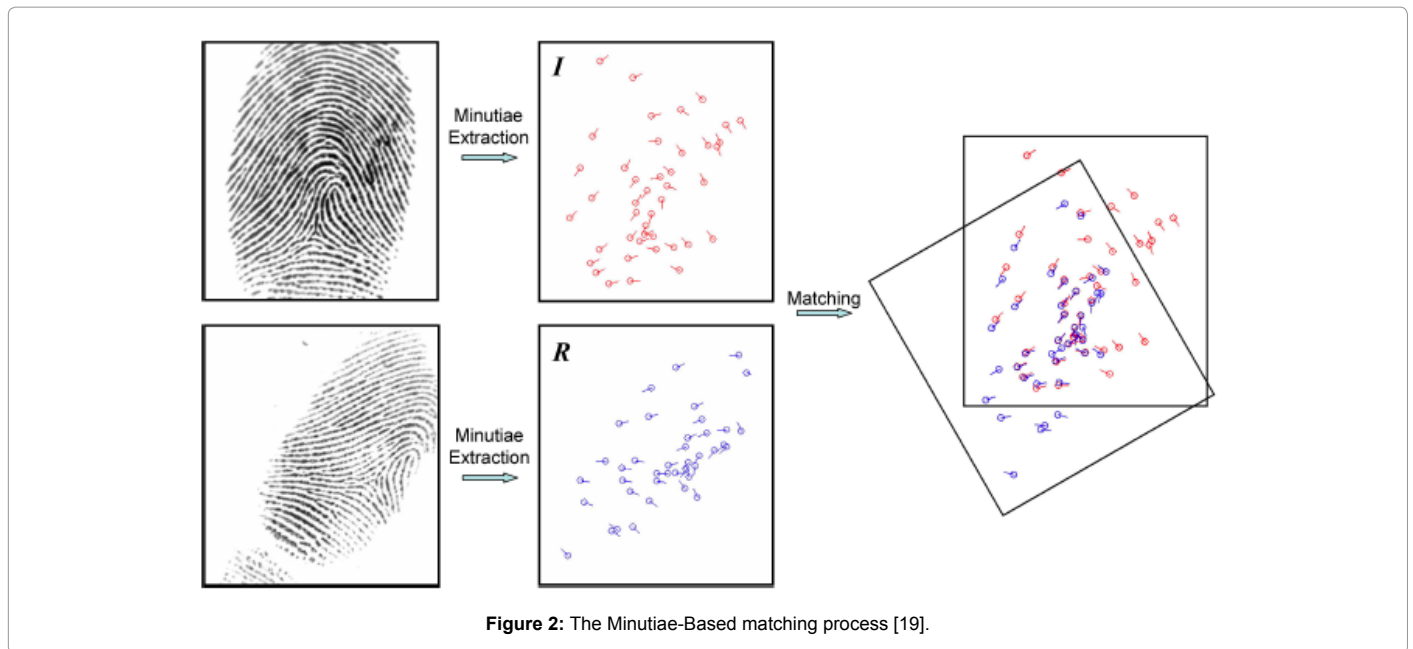 I
Minutiae
Extraction
Matching
R
Minutiae
Extraction
Figure 2: The Minutiae-Based matching process [19].